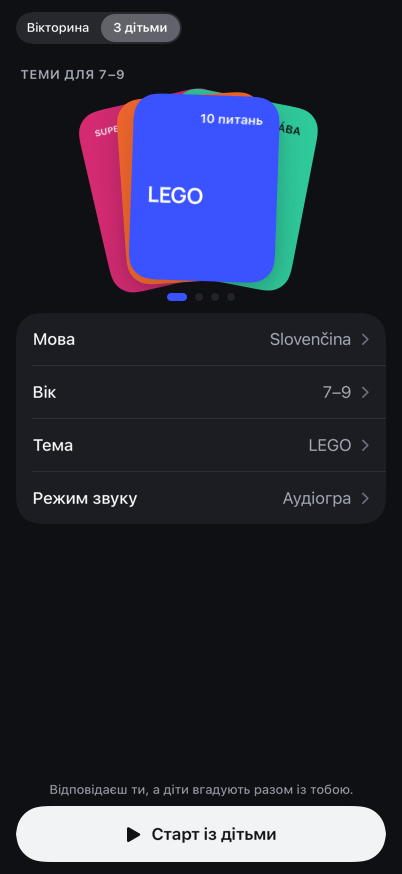 Вікторина
З дітьми
ТЕМИ ДЛЯ 7–9
10 питань
LEGO
Мова
Slovenčina
Вік
7–9
Тема
LEGO
Режим звуку
Аудіогра
Відповідаєш ти, а діти вгадують разом із тобою.
Старт із дітьми